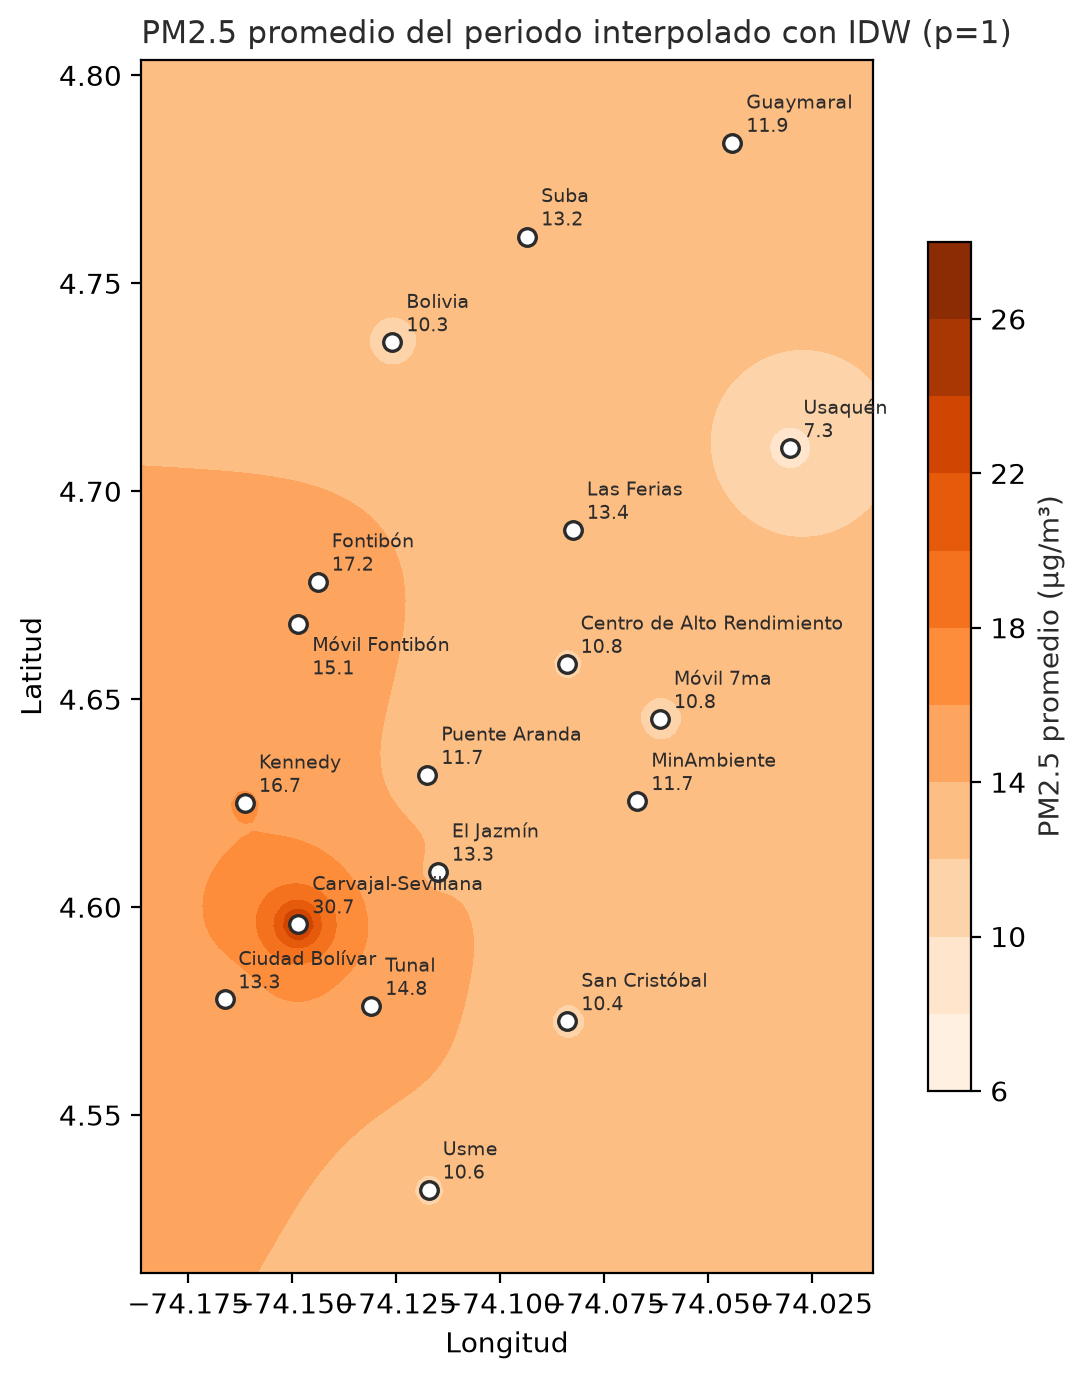 PM2.5 promedio del periodo interpolado con IDW (p=1)
4.80
4.75
4.70
4.65
4.60
4.55
Latitud
Guaymaral
11.9
Suba
13.2
Bolivia
10.3
Usaquén
7.3
Las Ferias
13.4
Fontibón
17.2
Móvil Fontibón
15.1
Centro de Alto Rendimiento
10.8
Móvil 7ma
10.8
Puente Aranda
11.7
MinAmbiente
11.7
Kennedy
16.7
El Jazmín
13.3
Carvajal-Sevillana
30.7
Ciudad Bolívar
13.3
Tunal
14.8
San Cristóbal
10.4
Usme
10.6
−74.175 −74.150 −74.125 −74.100 −74.075 −74.050 −74.025
Longitud
26
22
18
14
10
6
PM2.5 promedio (µg/m³)